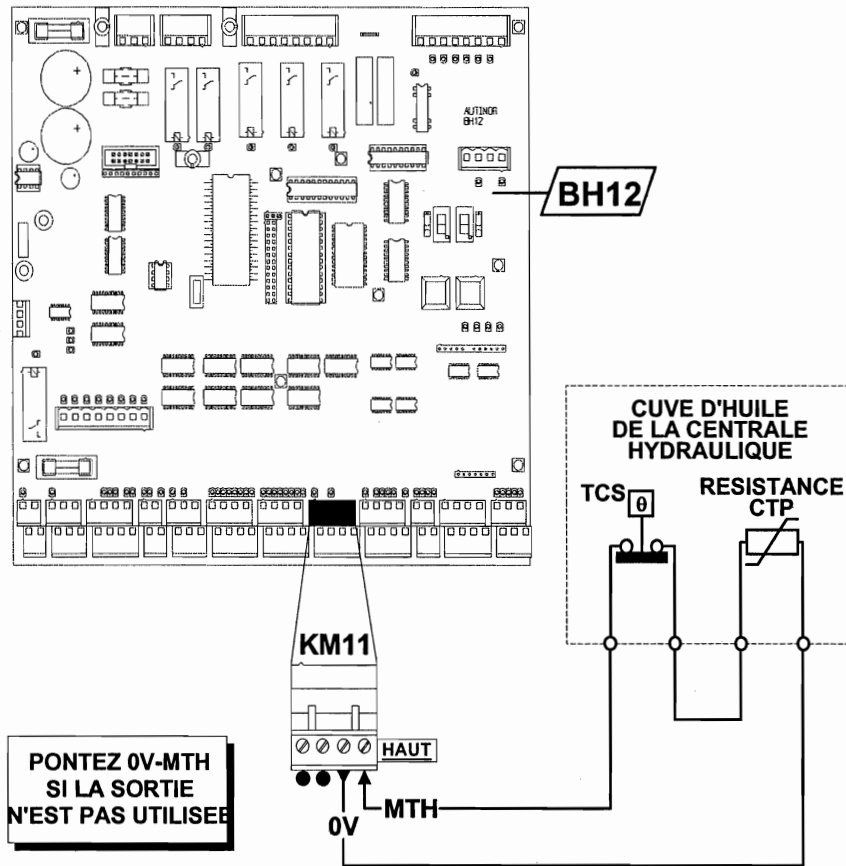 AUTINOR
BH12
BH12
CUVE D'HUILE
DE LA CENTRALE
HYDRAULIQUE
TCS
θ
RESISTANCE
CTP
KM11
HAUT
PONTEZ 0V-MTH
SI LA SORTIE
N'EST PAS UTILISEE
MTH
0V